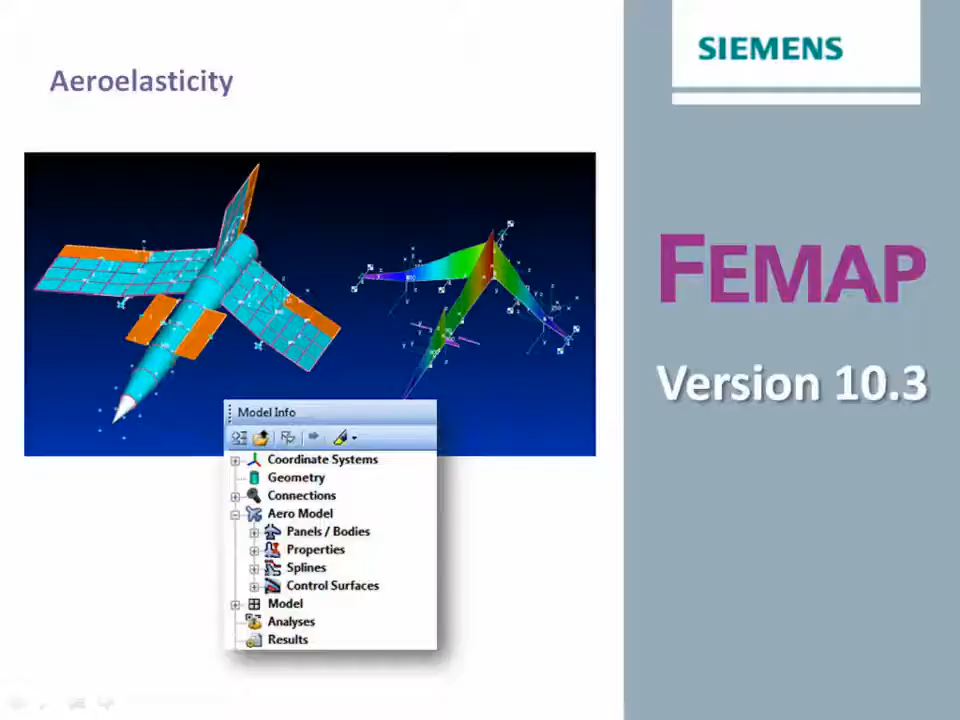 Aeroelasticity
SIEMENS
FEMAP
Version 10.3
Model Info
Coordinate Systems
Geometry
Connections
Aero Model
Panels / Bodies
Properties
Splines
Control Surfaces
Model
Analyses
Results